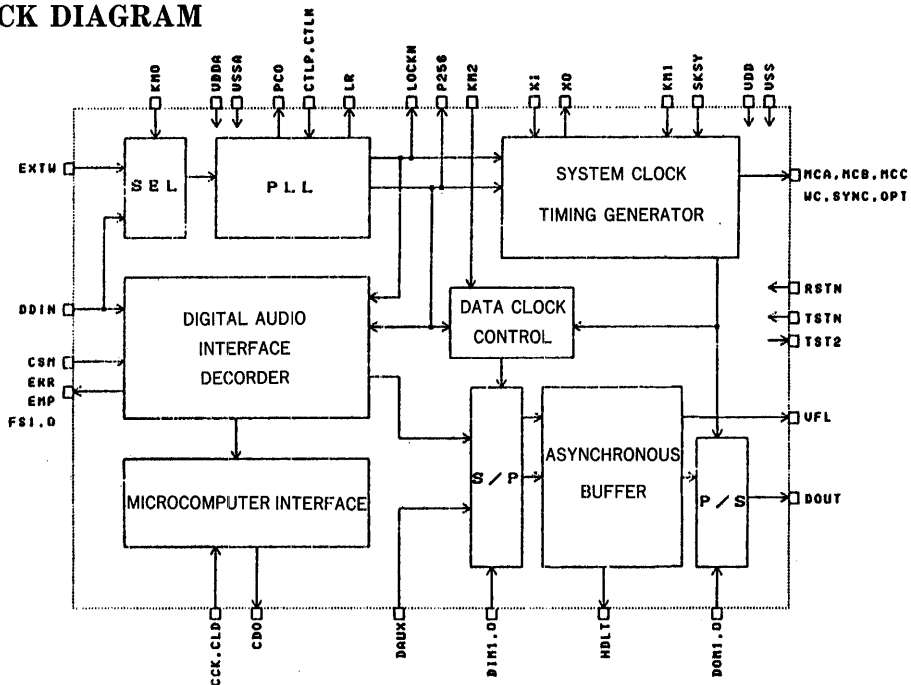 CK DIAGRAM
KM0
VDDA
VSSA
PCO
CTLP,CTLN
LR
LOCKN
P256
KM2
XI
XO
KM1
SKSY
VDD
VSS
EXTW
SEL
PLL
SYSTEM CLOCK
TIMING GENERATOR
MCA,MCB,MCC
WC,SYNC,OPT
DDIN
DIGITAL AUDIO
INTERFACE
DECORDER
DATA CLOCK
CONTROL
RSTN
TSTN
TST2
CSM
ERR
EMP
FS1,0
VFL
S/P
ASYNCHRONOUS
BUFFER
P/S
DOUT
MICROCOMPUTER INTERFACE
CCK,CLD
CDO
DAUX
DIM1,0
HDLT
DOM1,0